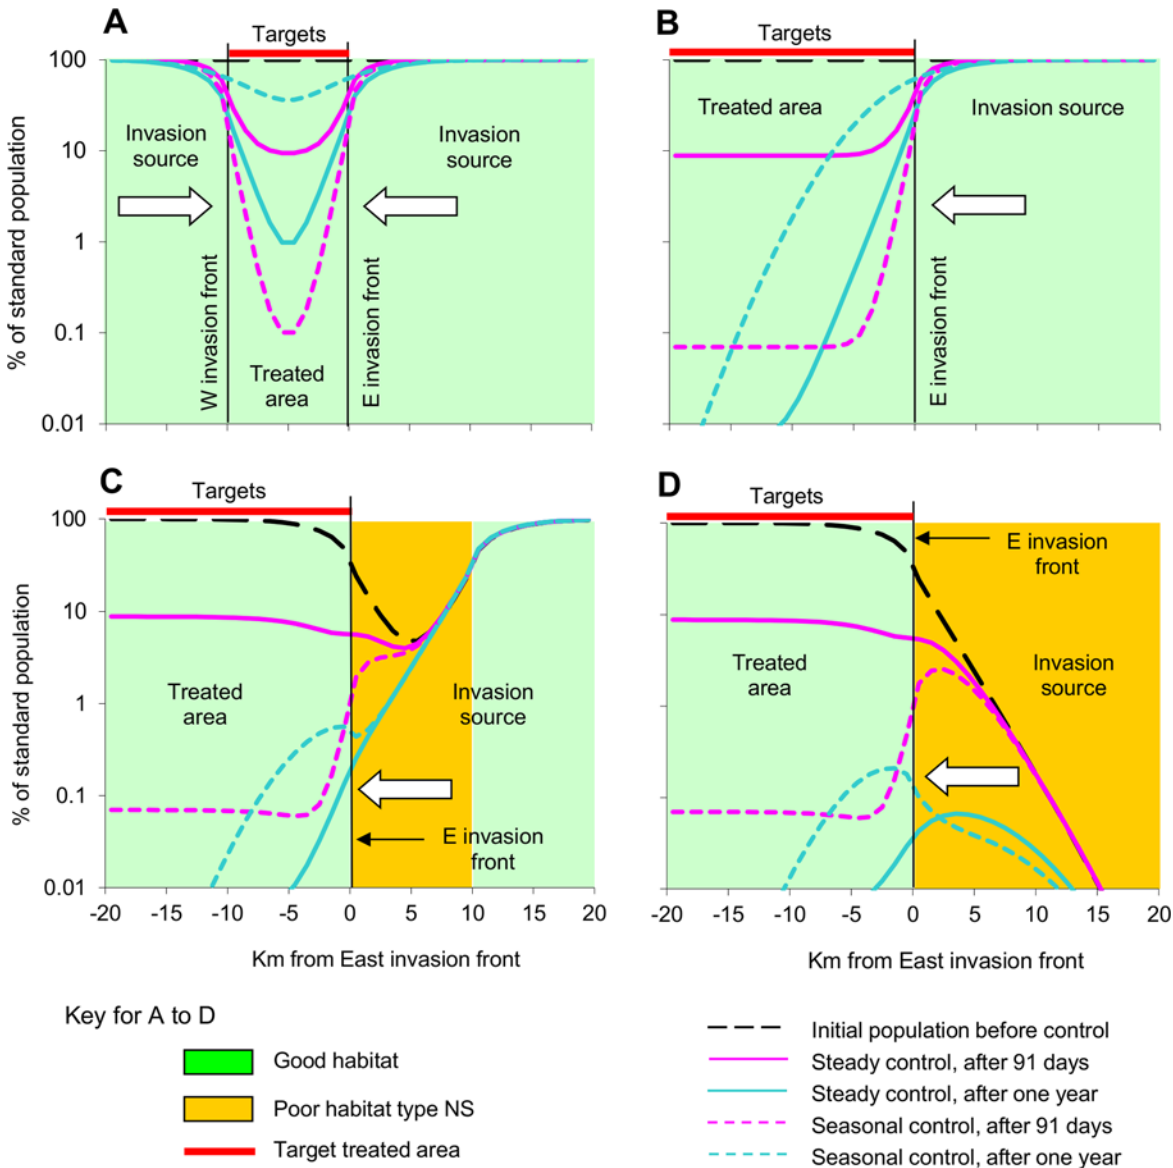 A
Targets
100
10
1
0.1
0.01
% of standard population
Invasion
source
Invasion
source
W invasion front
Treated
area
E invasion front
B
Targets
Treated area
Invasion source
E invasion front
C
Targets
100
10
1
0.1
0.01
% of standard population
Treated
area
Invasion
source
E invasion
front
-20
-15
-10
-5
0
5
10
15
20
Km from East invasion front
D
Targets
E invasion
front
Treated
area
Invasion
source
-20
-15
-10
-5
0
5
10
15
20
Km from East invasion front
Key for A to D
Good habitat
Poor habitat type NS
Target treated area
Initial population before control
Steady control, after 91 days
Steady control, after one year
Seasonal control, after 91 days
Seasonal control, after one year